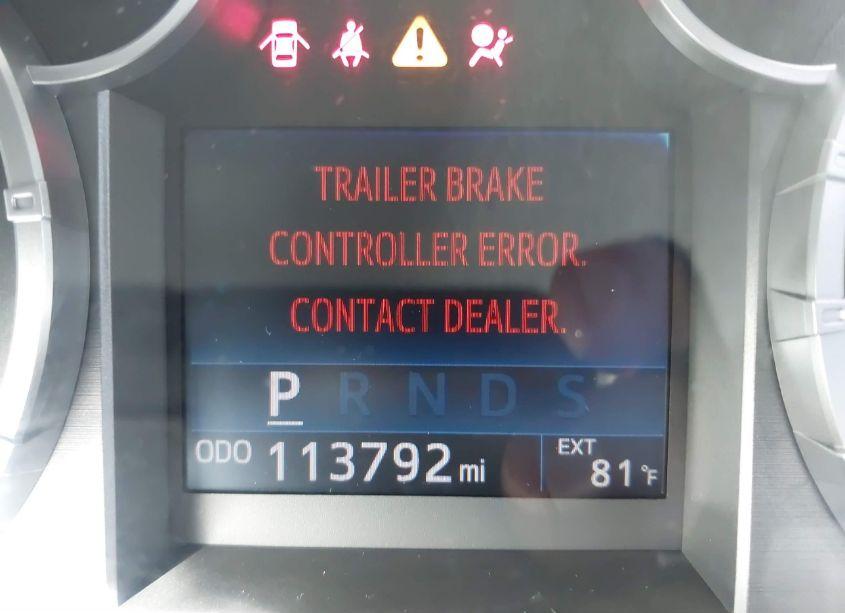 TRAILER BRAKE
CONTROLLER ERROR.
CONTACT DEALER.
P R N D S
ODO 113792 mi EXT 81°F